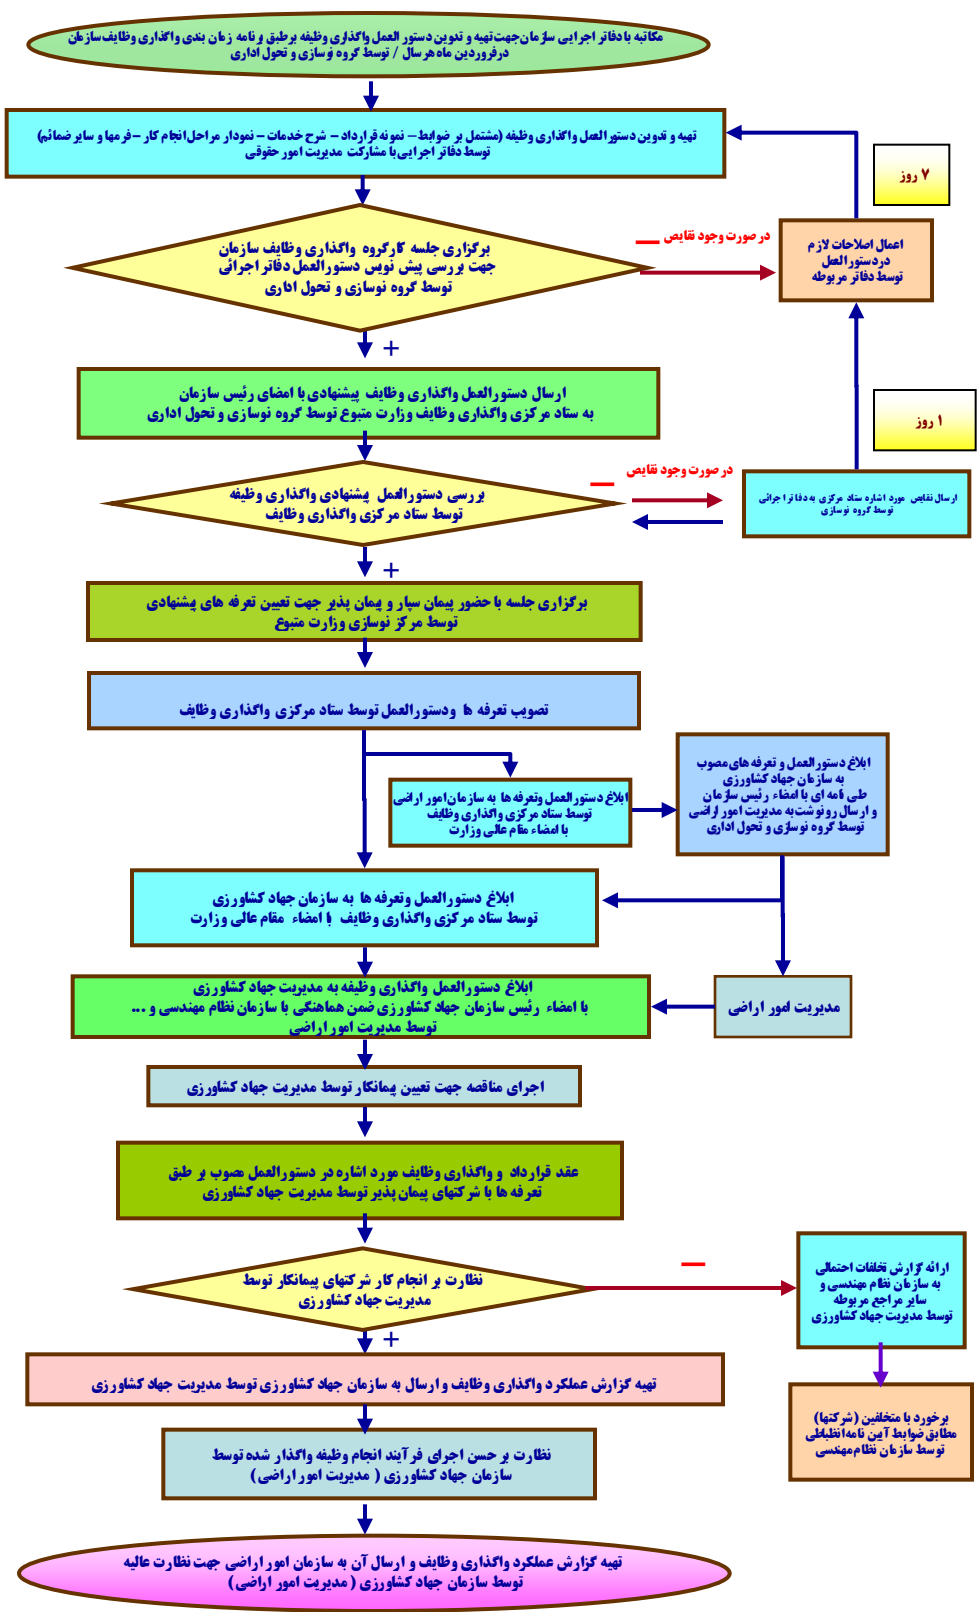 مکاتبه با دفاتر اجرایی سازمان جهت تهیه و تدوین دستور العمل واگذاری وظیفه برطبق برنامه زمان بندی واگذاری وظایف سازمان
درفروردین ماه هر سال / توسط گروه نوسازی و تحول اداری
تهیه و تدوین دستورالعمل واگذاری وظیفه (مشتمل بر ضوابط – نمونه قرارداد – شرح خدمات – نمودار مراحل انجام کار – فرمها و سایر ضمائم)
توسط دفاتر اجرایی با مشارکت مدیریت امور حقوقی
۷ روز
برگزاری جلسه کارگروه واگذاری وظایف سازمان
جهت بررسی پیش نویس دستورالعمل دفاتر اجرائی
توسط گروه نوسازی و تحول اداری
در صورت وجود نقایص —
اعمال اصلاحات لازم
دردستورالعمل
توسط دفاتر مربوطه
+
ارسال دستورالعمل واگذاری وظایف پیشنهادی با امضای رئیس سازمان
به ستاد مرکزی واگذاری وظایف وزارت متبوع توسط گروه نوسازی و تحول اداری
۱ روز
بررسی دستورالعمل پیشنهادی واگذاری وظیفه
توسط ستاد مرکزی واگذاری وظایف
در صورت وجود نقایص —
ارسال نقایص مورد اشاره ستاد مرکزی به دفاتر اجرائی
توسط گروه نوسازی
+
برگزاری جلسه با حضور پیمان سپار و پیمان پذیر جهت تعیین تعرفه های پیشنهادی
توسط مرکز نوسازی وزارت متبوع
تصویب تعرفه ها ودستورالعمل توسط ستاد مرکزی واگذاری وظایف
ابلاغ دستورالعمل و تعرفه های مصوب
به سازمان جهاد کشاورزی
طی نامه ای با امضاء رئیس سازمان
و ارسال رونوشت به مدیریت امور اراضی
توسط گروه نوسازی و تحول اداری
ابلاغ دستورالعمل وتعرفه ها به سازمان امور اراضی
توسط ستاد مرکزی واگذاری وظایف
با امضاء مقام عالی وزارت
ابلاغ دستورالعمل وتعرفه ها به سازمان جهاد کشاورزی
توسط ستاد مرکزی واگذاری وظایف با امضاء مقام عالی وزارت
ابلاغ دستورالعمل واگذاری وظیفه به مدیریت جهاد کشاورزی
با امضاء رئیس سازمان جهاد کشاورزی ضمن هماهنگی با سازمان نظام مهندسی و ...
توسط مدیریت امور اراضی
مدیریت امور اراضی
اجرای مناقصه جهت تعیین پیمانکار توسط مدیریت جهاد کشاورزی
عقد قرارداد و واگذاری وظایف مورد اشاره در دستورالعمل مصوب بر طبق
تعرفه ها با شرکتهای پیمان پذیر توسط مدیریت جهاد کشاورزی
نظارت بر انجام کار شرکتهای پیمانکار توسط
مدیریت جهاد کشاورزی
—
ارائه گزارش تخلفات احتمالی
به سازمان نظام مهندسی و
سایر مراجع مربوطه
توسط مدیریت جهاد کشاورزی
+
تهیه گزارش عملکرد واگذاری وظایف و ارسال به سازمان جهاد کشاورزی توسط مدیریت جهاد کشاورزی
برخورد با متخلفین (شرکتها)
مطابق ضوابط آیین نامه انظباطی
توسط سازمان نظام مهندسی
نظارت بر حسن اجرای فرآیند انجام وظیفه واگذار شده توسط
سازمان جهاد کشاورزی ( مدیریت امور اراضی )
تهیه گزارش عملکرد واگذاری وظایف و ارسال آن به سازمان امور اراضی جهت نظارت عالیه
توسط سازمان جهاد کشاورزی ( مدیریت امور اراضی)